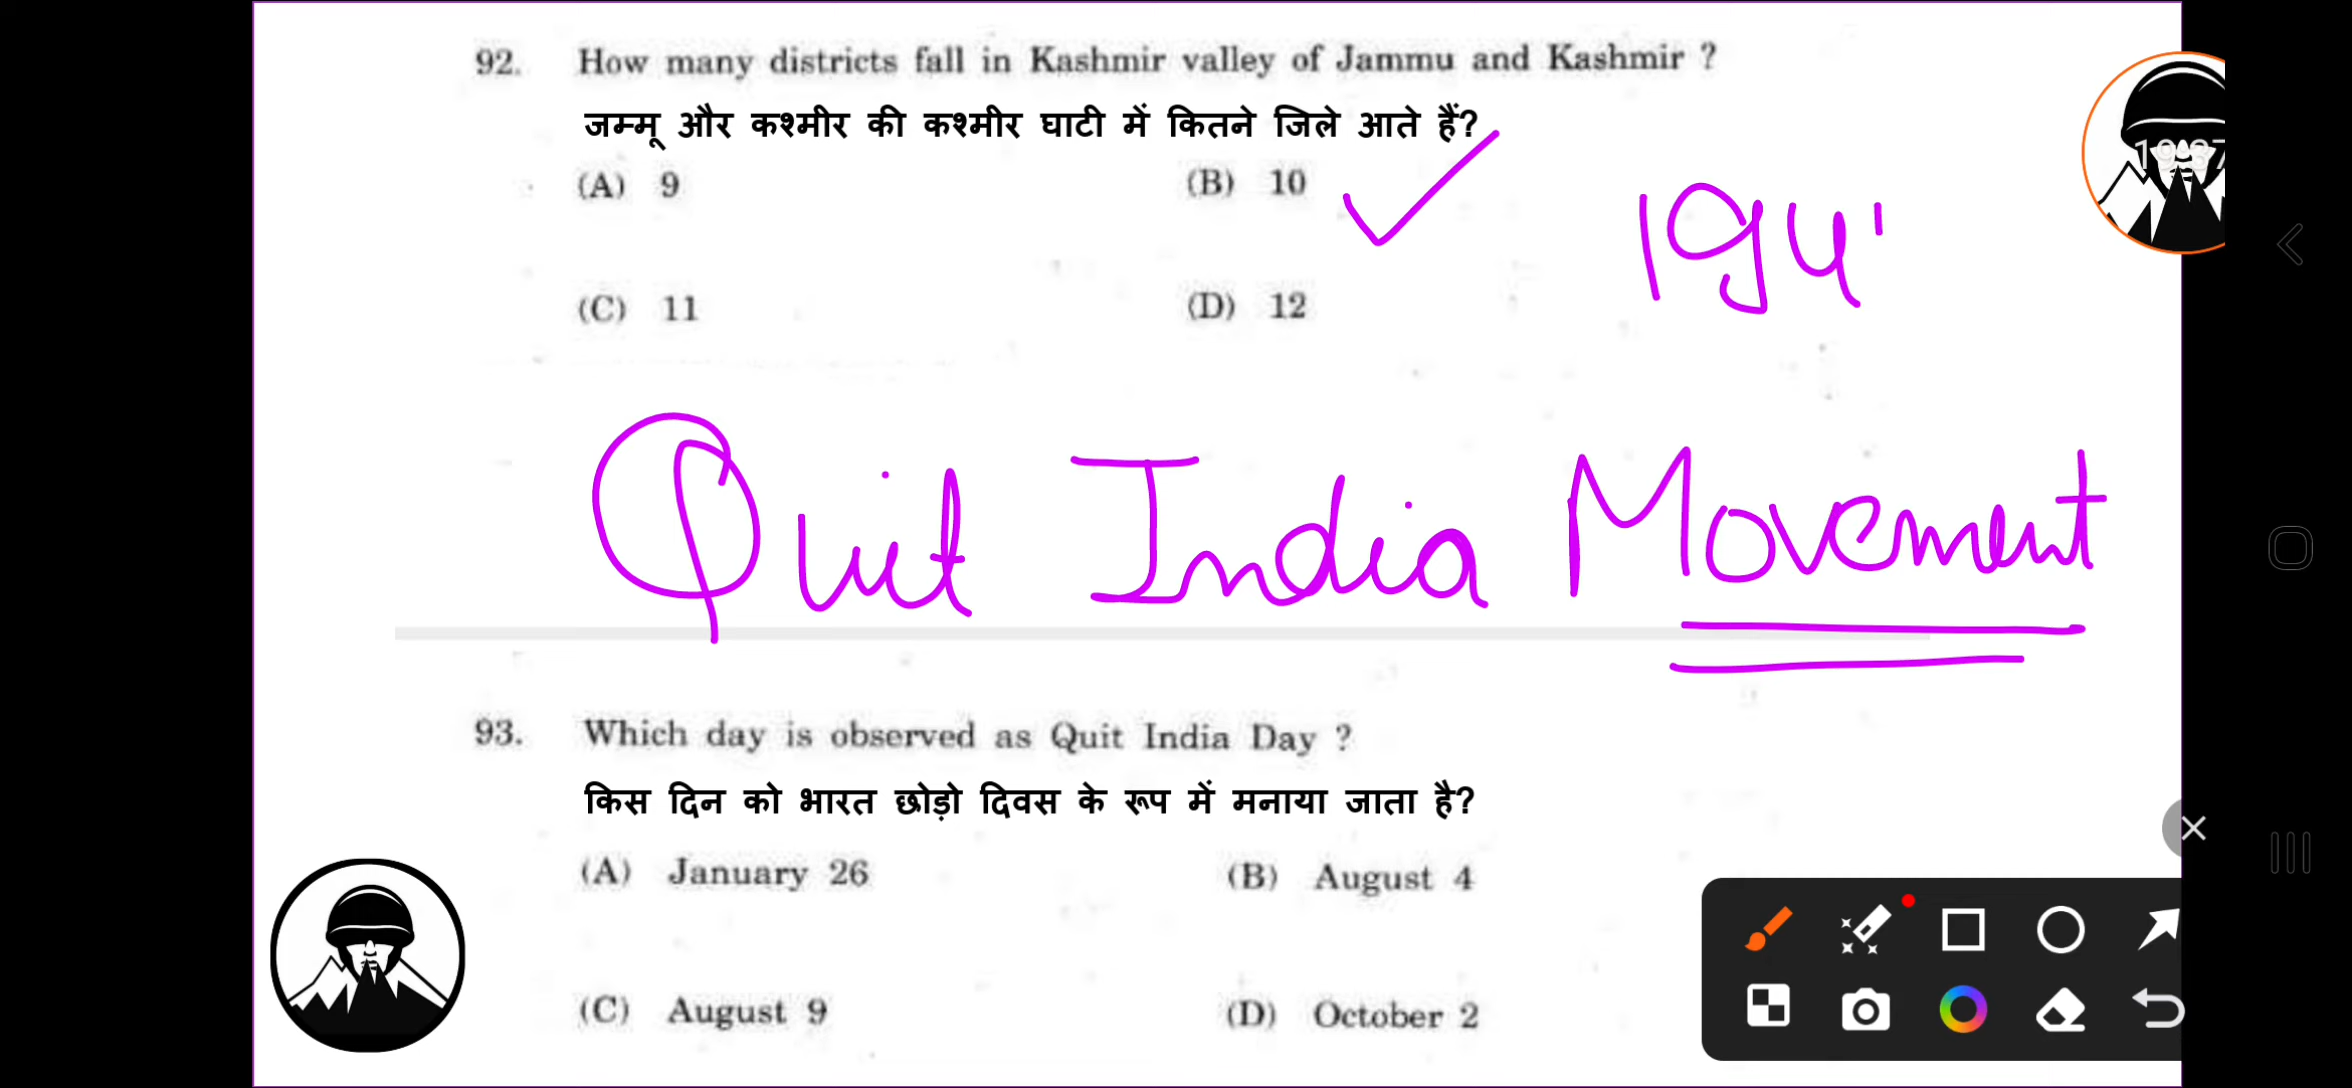 92. How many districts fall in Kashmir valley of Jammu and Kashmir ?
जम्मू और कश्मीर की कश्मीर घाटी में कितने जिले आते हैं?
(A) 9 (B) 10
(C) 11 (D) 12
194'
Quit India Movement
93. Which day is observed as Quit India Day ?
किस दिन को भारत छोड़ो दिवस के रूप में मनाया जाता है?
(A) January 26 (B) August 4
(C) August 9 (D) October 2